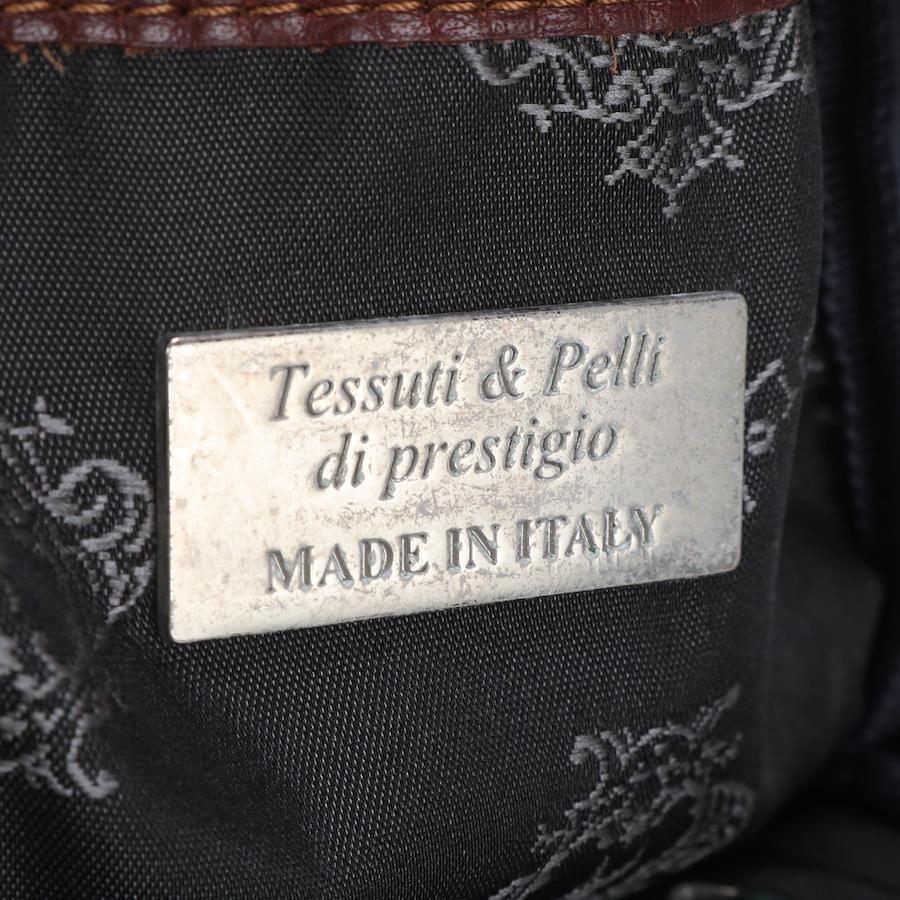 Tessuti & Pelli
di prestigio
MADE IN ITALY